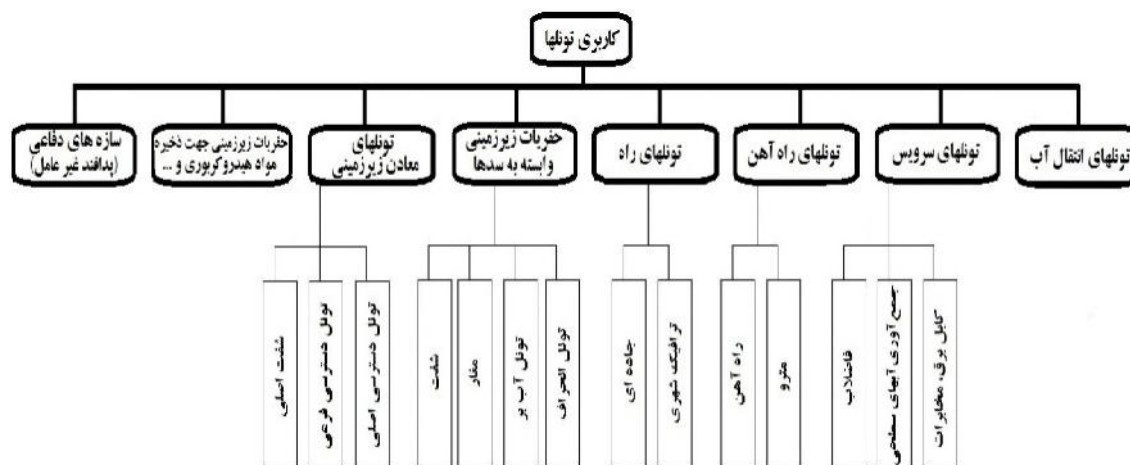 کاربری تونلها
تونلهای انتقال آب
تونلهای سرویس
تونلهای راه آهن
تونلهای راه
حفریات زیرزمینی
وابسته به سدها
تونلهای
معادن زیرزمینی
حفریات زیرزمینی جهت ذخیره
مواد هیدروکربوری و ...
سازه های دفاعی
(پدافند غیر عامل)
کابل برق، مخابرات
جمع آوری آبهای سطحی
فاضلاب
مترو
راه آهن
ترافیک شهری
جاده ای
تونل انحراف
تونل آب بر
مغار
شفت
تونل دسترسی اصلی
تونل دسترسی فرعی
شفت اصلی